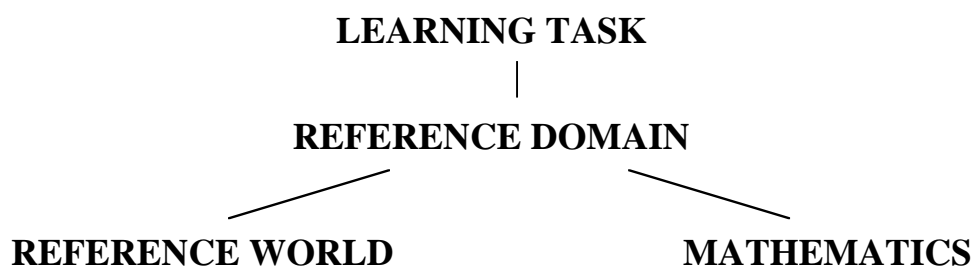 LEARNING TASK
REFERENCE DOMAIN
REFERENCE WORLD MATHEMATICS